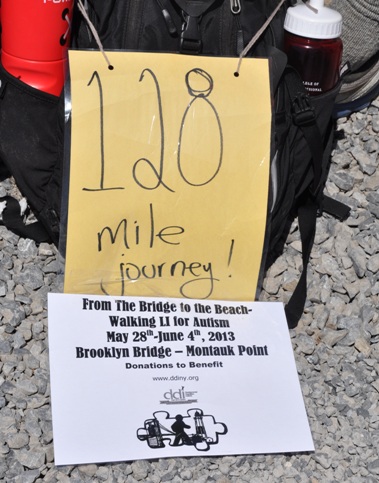 128
mile
journey!
From The Bridge to the Beach-
Walking LI for Autism
May 28th-June 4th, 2013
Brooklyn Bridge – Montauk Point
Donations to Benefit
www.ddiny.org
ddi